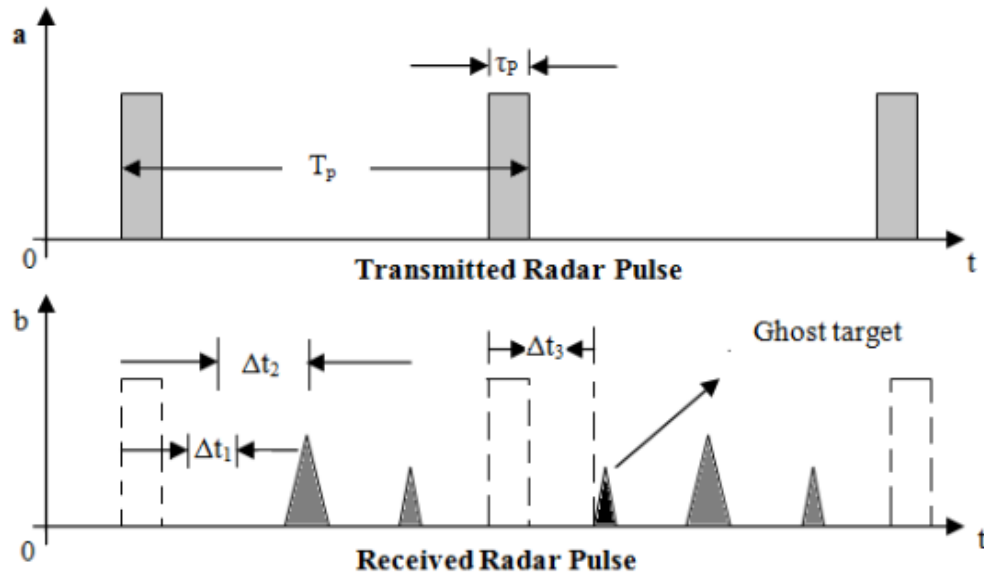 a
τₚ
Tₚ
0
t
Transmitted Radar Pulse
b
Ghost target
Δt₃
Δt₂
Δt₁
0
t
Received Radar Pulse